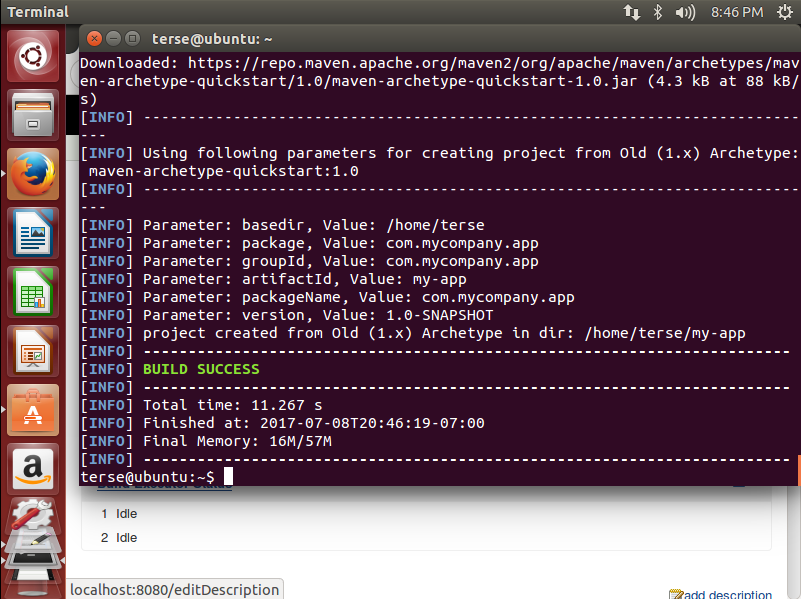 Terminal
8:46 PM
terse@ubuntu: ~
Downloaded: https://repo.maven.apache.org/maven2/org/apache/maven/archetypes/mav
en-archetype-quickstart/1.0/maven-archetype-quickstart-1.0.jar (4.3 kB at 88 kB/
s)
[INFO] -------------------------------------------------------------------------
---
[INFO] Using following parameters for creating project from Old (1.x) Archetype:
 maven-archetype-quickstart:1.0
[INFO] -------------------------------------------------------------------------
---
[INFO] Parameter: basedir, Value: /home/terse
[INFO] Parameter: package, Value: com.mycompany.app
[INFO] Parameter: groupId, Value: com.mycompany.app
[INFO] Parameter: artifactId, Value: my-app
[INFO] Parameter: packageName, Value: com.mycompany.app
[INFO] Parameter: version, Value: 1.0-SNAPSHOT
[INFO] project created from Old (1.x) Archetype in dir: /home/terse/my-app
[INFO] ------------------------------------------------------------------------
[INFO] BUILD SUCCESS
[INFO] ------------------------------------------------------------------------
[INFO] Total time: 11.267 s
[INFO] Finished at: 2017-07-08T20:46:19-07:00
[INFO] Final Memory: 16M/57M
[INFO] ------------------------------------------------------------------------
terse@ubuntu:~$
1 Idle
2 Idle
localhost:8080/editDescription
add description